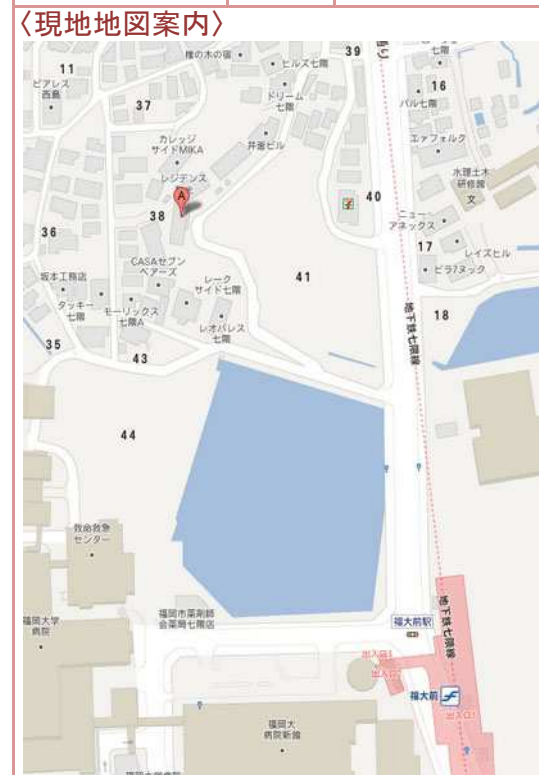 〈現地地図案内〉
椎の木の宿
39
通り
七隈
11
ヒルズ七隈
16
ピアレス
西島
ドリーム
七隈
パル七隈
37
カレッジ
サイドMIKA
井釜ビル
エァフォルク
水理土木
研修館
文
レジデンス
A
40
38
ニュー
アネックス
36
17
レイズヒル
CASAセブン
ベアーズ
41
ビラ7ヌック
坂本工務店
レーク
サイド七隈
タッキー
七隈
モーリックス
七隈A
レオパレス
七隈
18
地下鉄七隈線
35
43
44
救命救急
センター
地下鉄七隈線
福岡市薬剤師
会薬局七隈店
福岡大学
病院
福大前駅
出入口3
出入口2
福大前
出入口1
福岡大
病院新館